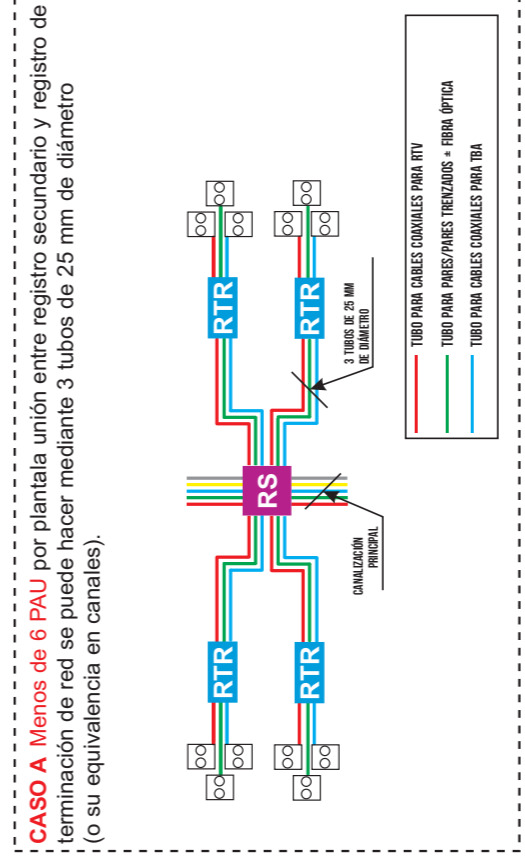 CASO A Menos de 6 PAU por plantala unión entre registro secundario y registro de
terminación de red se puede hacer mediante 3 tubos de 25 mm de diámetro
(o su equivalencia en canales).
RTR
RTR
RS
RTR
RTR
CANALIZACIÓN
PRINCIPAL
3 TUBOS DE 25 MM
DE DIÁMETRO
TUBO PARA CABLES COAXIALES PARA RTV
TUBO PARA PARES/PARES TRENZADOS + FIBRA ÓPTICA
TUBO PARA CABLES COAXIALES PARA TBA